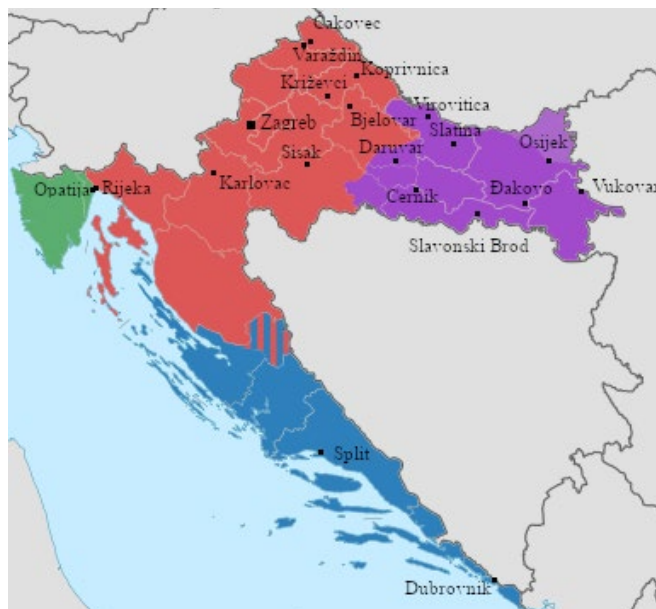 Čakovec
Varaždin
Koprivnica
Križevci
Virovitica
Bjelovar
Zagreb
Slatina
Osijek
Daruvar
Sisak
Karlovac
Opatija
Rijeka
Cernik
Đakovo
Vukovar
Slavonski Brod
Split
Dubrovnik